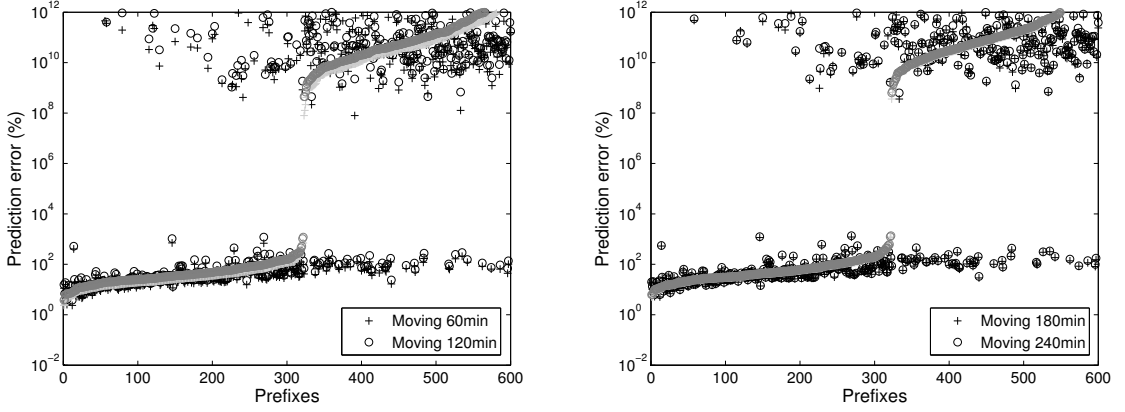 Prediction error (%)
10^12
10^10
10^8
10^6
10^4
10^2
10^0
10^-2
0 100 200 300 400 500 600
Prefixes
Moving 60min
Moving 120min
Prediction error (%)
10^12
10^10
10^8
10^6
10^4
10^2
10^0
10^-2
0 100 200 300 400 500 600
Prefixes
Moving 180min
Moving 240min